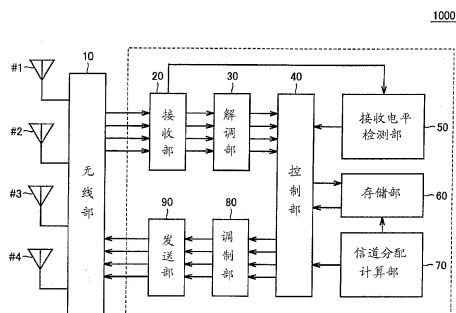 1000
#1
#2
#3
#4
10
无线部
20
接收部
30
解调部
40
控制部
接收电平
检测部
50
存储部
60
信道分配
计算部
70
80
调制部
90
发送部